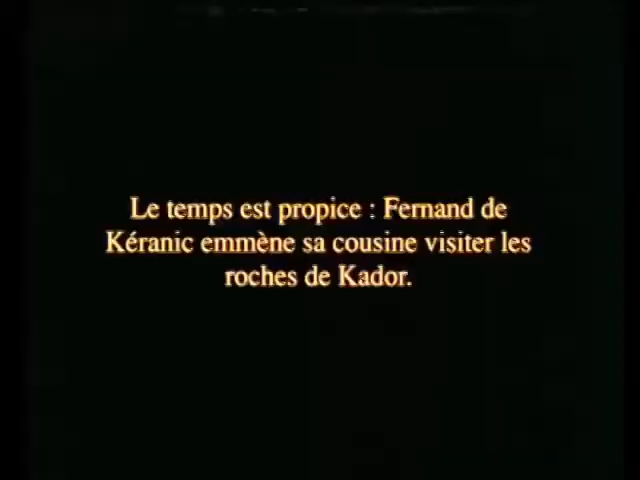 Le temps est propice : Fernand de
Kéranic emmène sa cousine visiter les
roches de Kador.